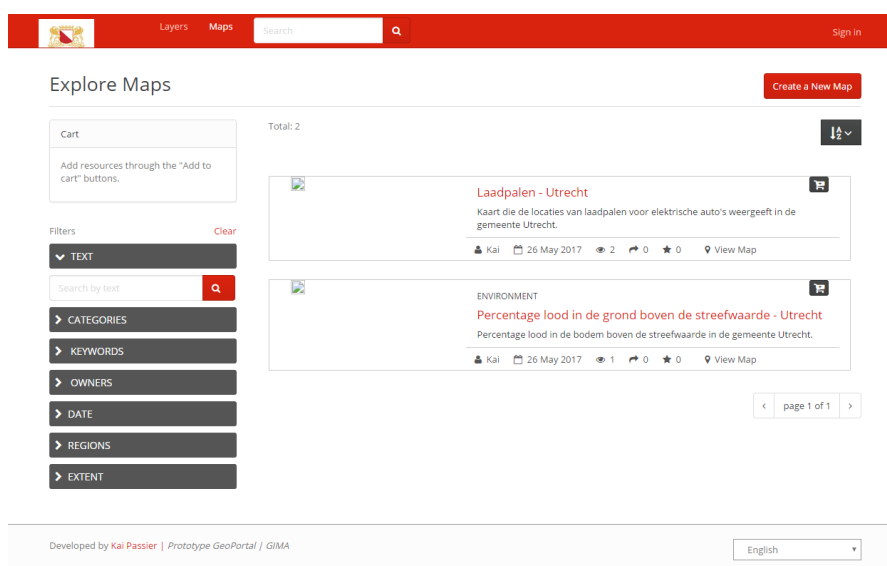 Layers Maps Search Sign in
Explore Maps
Create a New Map
Cart
Add resources through the "Add to
cart" buttons.
Filters Clear
TEXT
Search by text
CATEGORIES
KEYWORDS
OWNERS
DATE
REGIONS
EXTENT
Total: 2
Laadpalen - Utrecht
Kaart die de locaties van laadpalen voor elektrische auto's weergeeft in de
gemeente Utrecht.
Kai 26 May 2017 2 0 0 View Map
ENVIRONMENT
Percentage lood in de grond boven de streefwaarde - Utrecht
Percentage lood in de bodem boven de streefwaarde in de gemeente Utrecht.
Kai 26 May 2017 1 0 0 View Map
page 1 of 1
Developed by Kai Passier | Prototype GeoPortal / GIMA
English